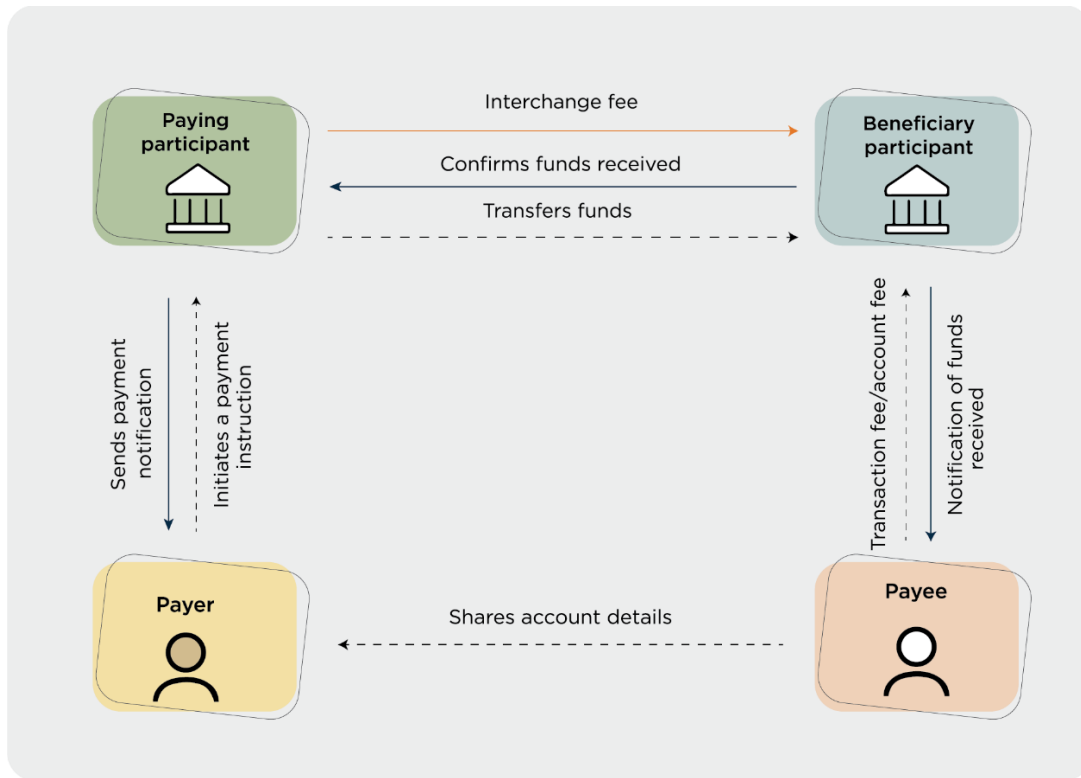 Paying
participant
Interchange fee
Beneficiary
participant
Confirms funds received
Transfers funds
Sends payment
notification
Initiates a payment
instruction
Transaction fee/account fee
Notification of funds
received
Payer
Shares account details
Payee